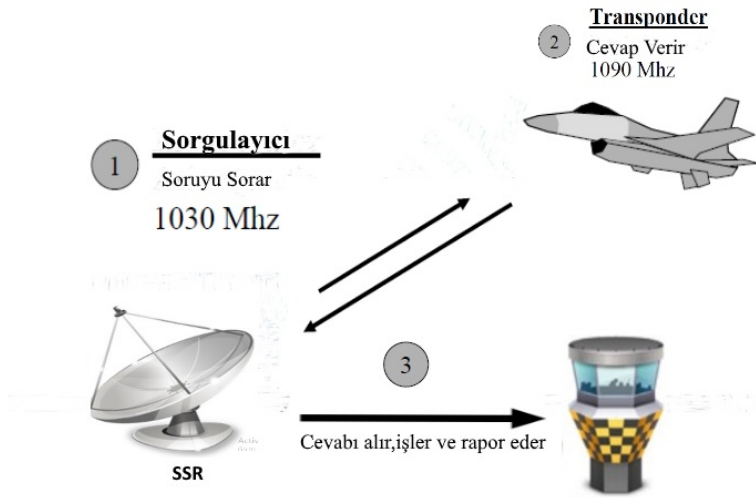 1
Sorgulayıcı
Soruyu Sorar
1030 Mhz
2
Transponder
Cevap Verir
1090 Mhz
3
Cevabı alır,işler ve rapor eder
SSR